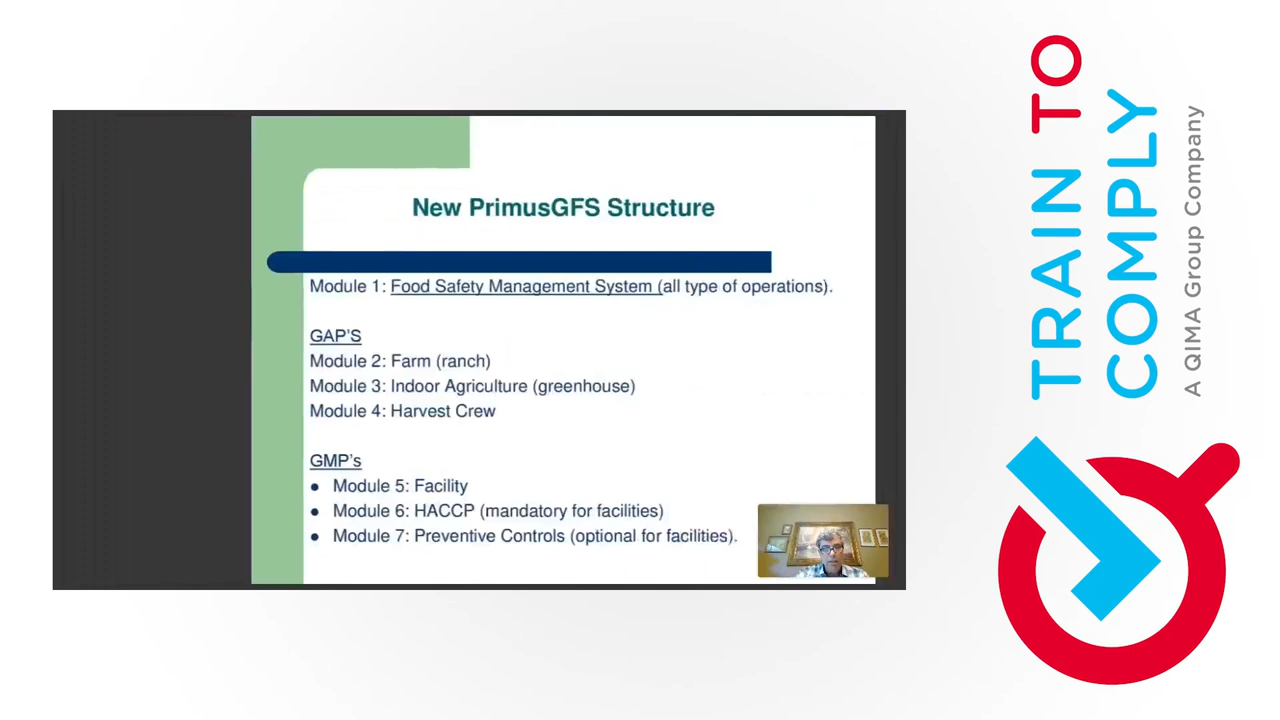 New PrimusGFS Structure
Module 1: Food Safety Management System (all type of operations).
GAP'S
Module 2: Farm (ranch)
Module 3: Indoor Agriculture (greenhouse)
Module 4: Harvest Crew
GMP's
● Module 5: Facility
● Module 6: HACCP (mandatory for facilities)
● Module 7: Preventive Controls (optional for facilities).
TRAIN TO
COMPLY
A QIMA Group Company